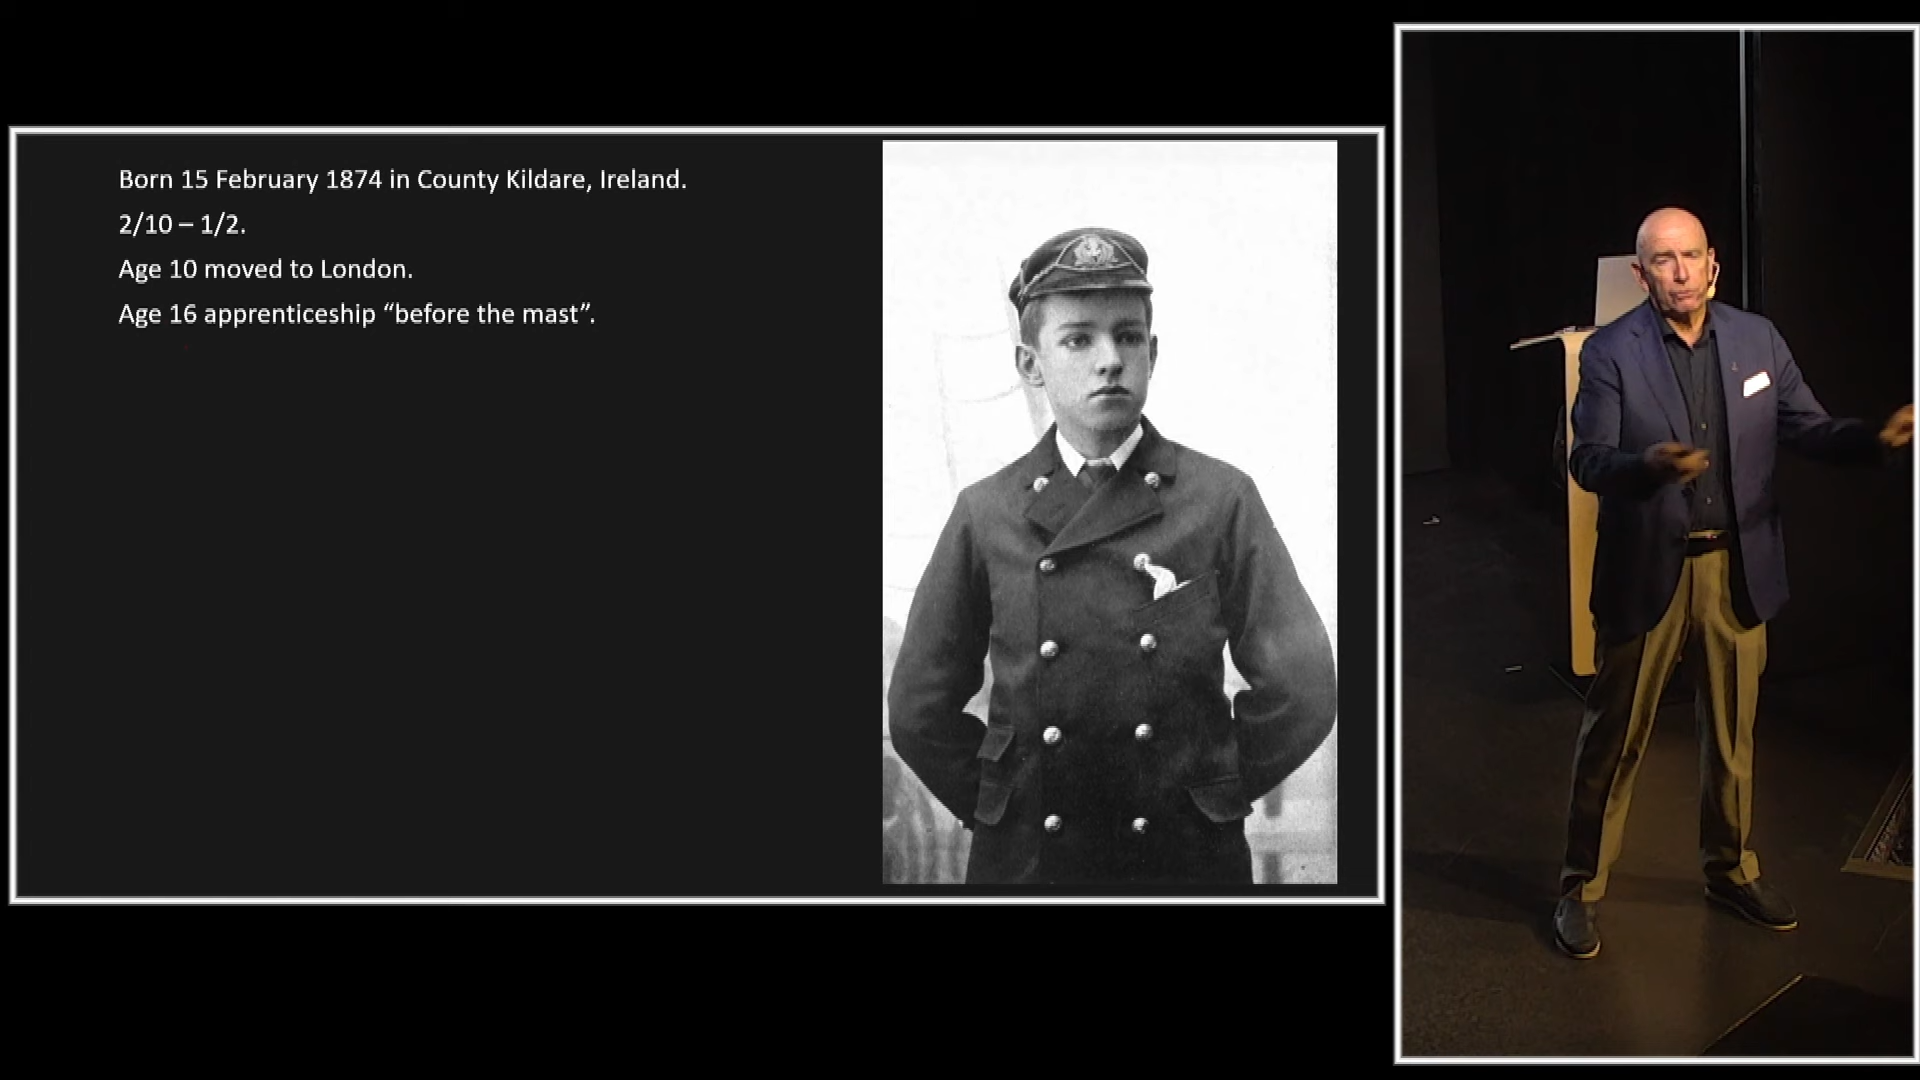 Born 15 February 1874 in County Kildare, Ireland.
2/10 – 1/2.
Age 10 moved to London.
Age 16 apprenticeship “before the mast”.